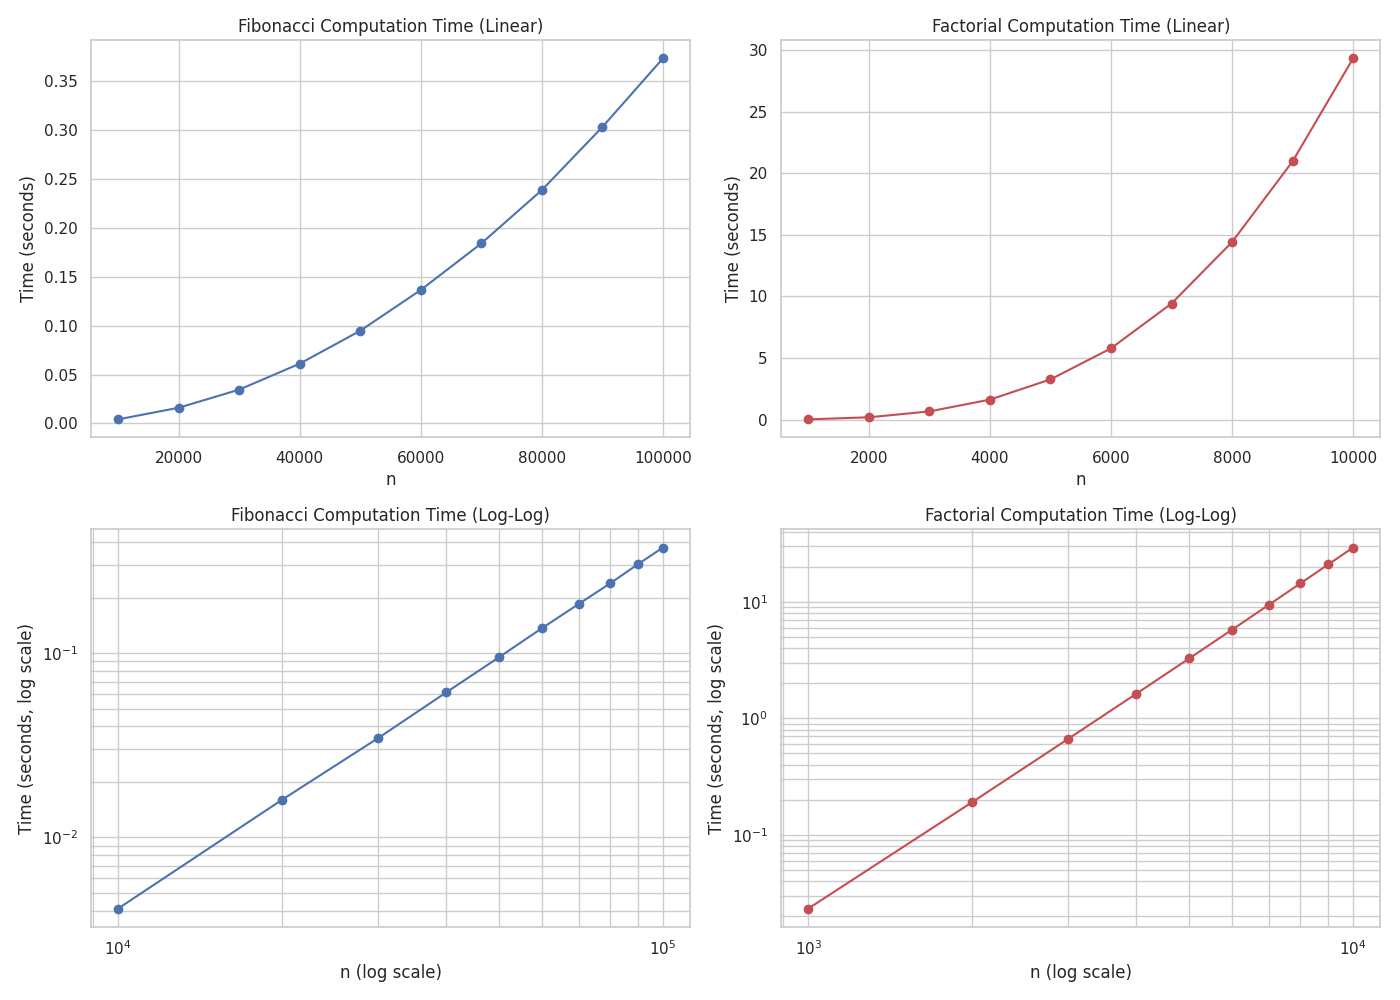 Fibonacci Computation Time (Linear)
Time (seconds)
0.35
0.30
0.25
0.20
0.15
0.10
0.05
0.00
20000 40000 60000 80000 100000
n
Factorial Computation Time (Linear)
Time (seconds)
30
25
20
15
10
5
0
2000 4000 6000 8000 10000
n
Fibonacci Computation Time (Log-Log)
Time (seconds, log scale)
10⁻¹
10⁻²
10⁴ 10⁵
n (log scale)
Factorial Computation Time (Log-Log)
Time (seconds, log scale)
10¹
10⁰
10⁻¹
10³ 10⁴
n (log scale)